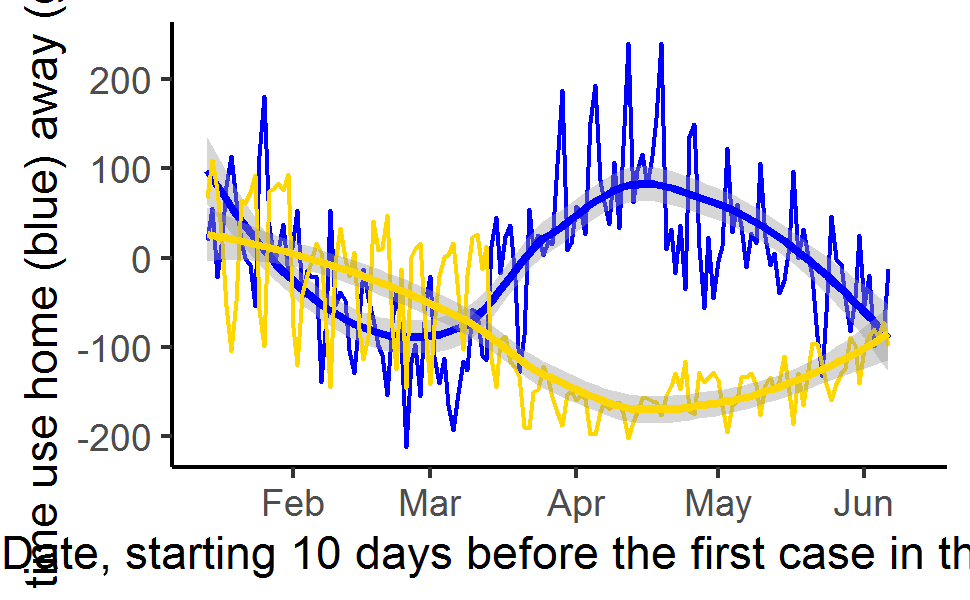 time use home (blue) away (g
200
100
0
-100
-200
Feb Mar Apr May Jun
Date, starting 10 days before the first case in th